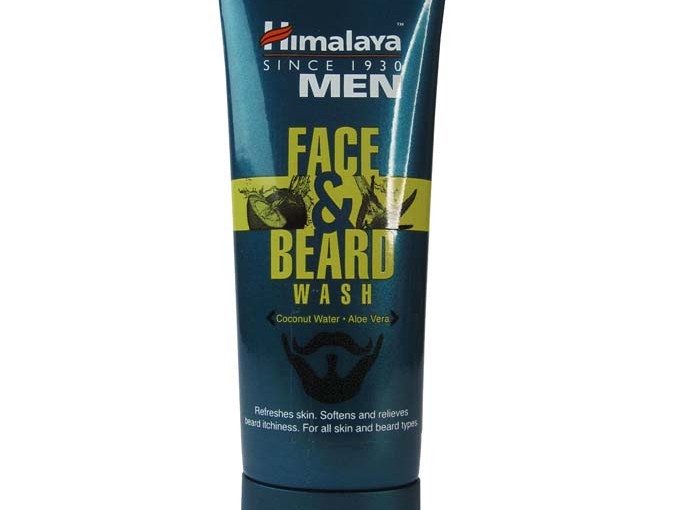 Himalaya™
SINCE 1930
MEN
FACE
&
BEARD
WASH
Coconut Water • Aloe Vera
Refreshes skin. Softens and relieves
beard itchiness. For all skin and beard types.